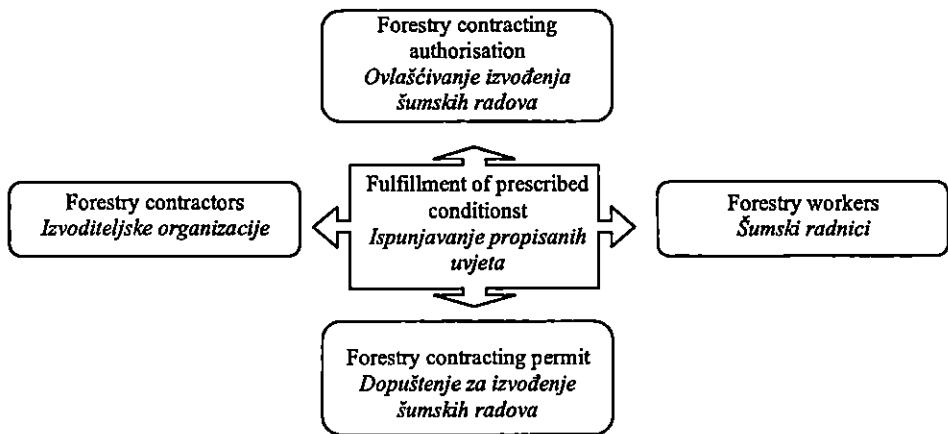 Forestry contracting
authorisation
Ovlašćivanje izvođenja
šumskih radova
Forestry contractors
Izvoditeljske organizacije
Fulfillment of prescribed
conditionst
Ispunjavanje propisanih
uvjeta
Forestry workers
Šumski radnici
Forestry contracting permit
Dopuštenje za izvođenje
šumskih radova